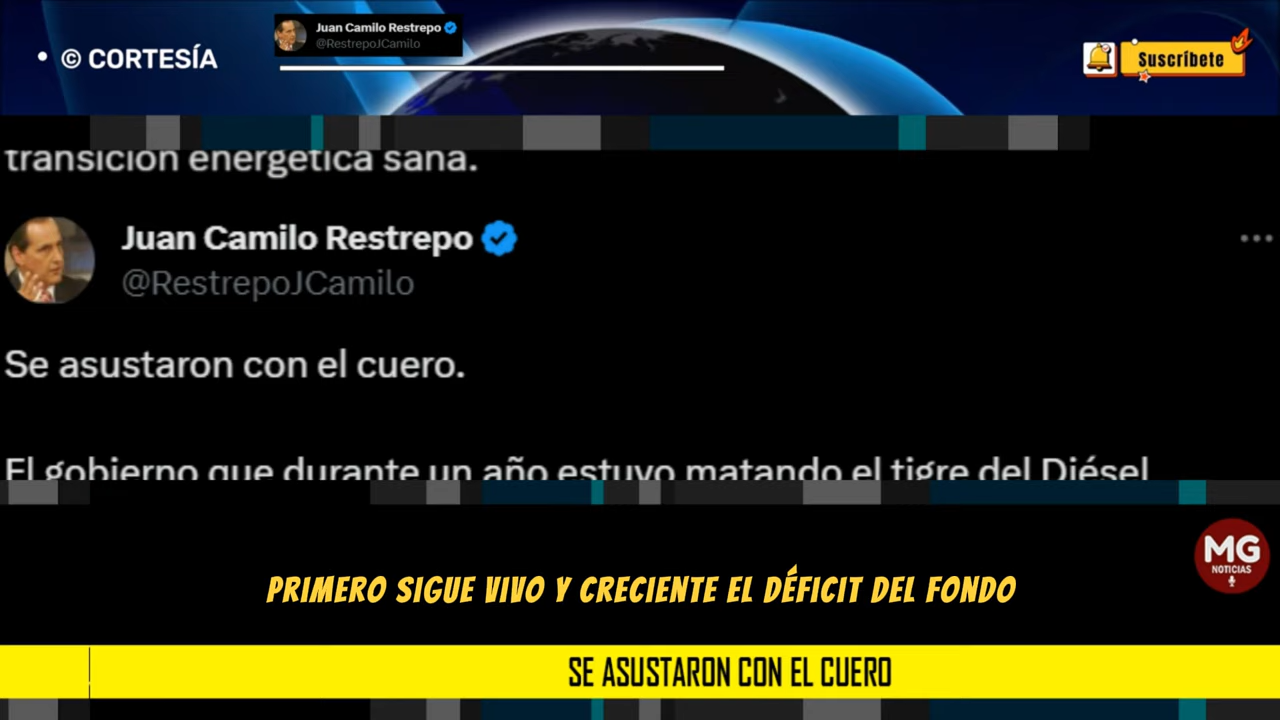 © CORTESÍA
Juan Camilo Restrepo
@RestrepoJCamilo
Suscríbete
transición energética sana.
Juan Camilo Restrepo
@RestrepoJCamilo
Se asustaron con el cuero.
El gobierno que durante un año estuvo matando el tigre del Diésel
MG
NOTICIAS
PRIMERO SIGUE VIVO Y CRECIENTE EL DÉFICIT DEL FONDO
SE ASUSTARON CON EL CUERO